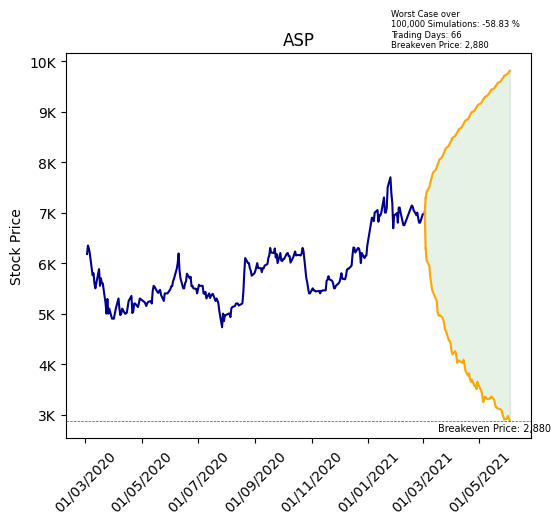 Worst Case over
100,000 Simulations: -58.83 %
Trading Days: 66
Breakeven Price: 2,880
ASP
Stock Price
10K
9K
8K
7K
6K
5K
4K
3K
Breakeven Price: 2,880
01/03/2020
01/05/2020
01/07/2020
01/09/2020
01/11/2020
01/01/2021
01/03/2021
01/05/2021